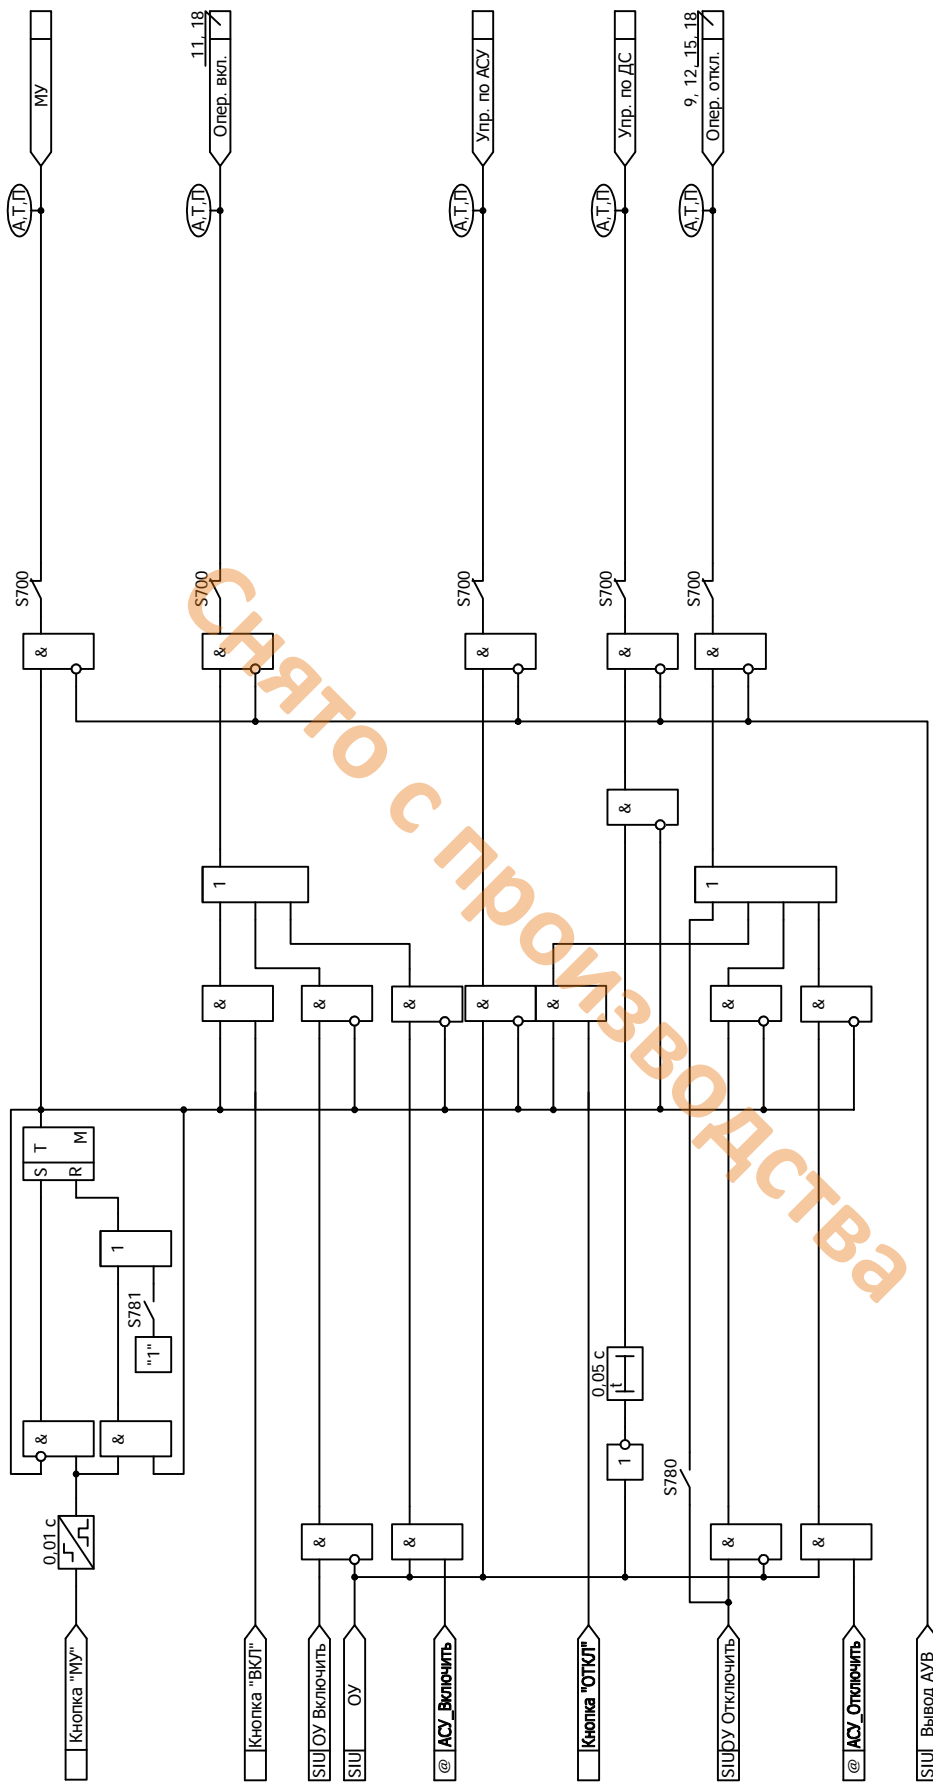 МУ
11, 18
Опер. вкл.
Упр. по АСУ
Упр. по ДС
9, 12, 15, 18
Опер. откл.
А,Т,П
А,Т,П
А,Т,П
А,Т,П
А,Т,П
S700
S700
S700
S700
S700
&
&
&
&
&
&
1
1
&
&
&
&
&
&
&
S T
R M
1
S781
"1"
&
&
0,01 с
0,05 с
t
1
S780
&
&
&
&
Кнопка "МУ"
Кнопка "ВКЛ"
SIU ОУ Включить
SIU ОУ
@ АСУ_Включить
Кнопка "ОТКЛ"
SIU ОУ Отключить
@ АСУ_Отключить
SIU Вывод АУВ
Снято с производства